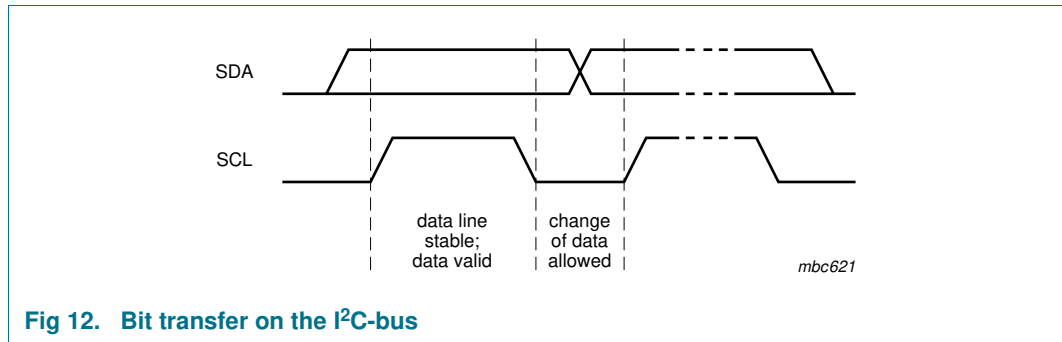 SDA
SCL
data line
stable;
data valid
change
of data
allowed
mbc621
Fig 12. Bit transfer on the I²C-bus